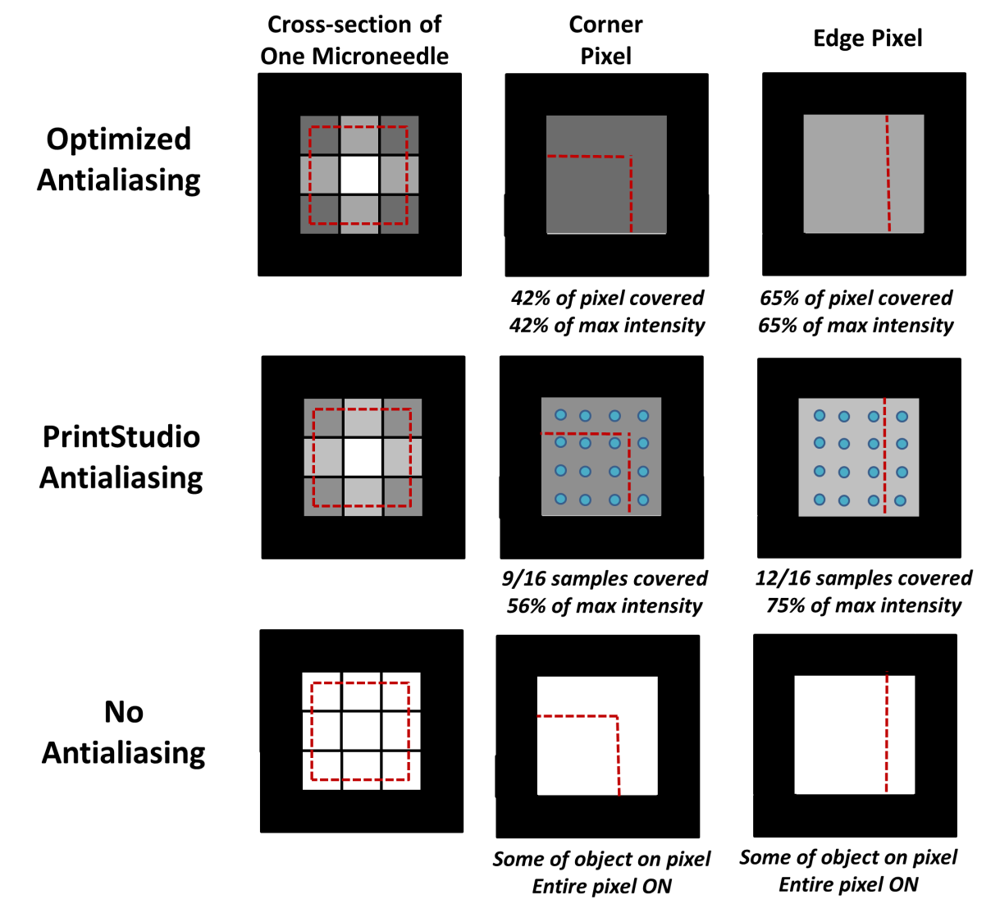 Cross-section of
One Microneedle
Corner
Pixel
Edge Pixel
Optimized
Antialiasing
42% of pixel covered
42% of max intensity
65% of pixel covered
65% of max intensity
PrintStudio
Antialiasing
9/16 samples covered
56% of max intensity
12/16 samples covered
75% of max intensity
No
Antialiasing
Some of object on pixel
Entire pixel ON
Some of object on pixel
Entire pixel ON